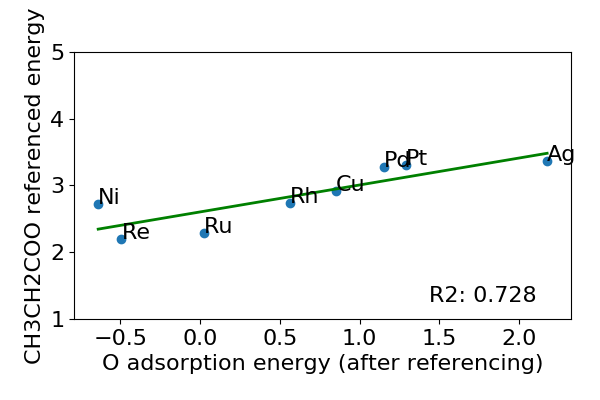 CH3CH2COO referenced energy
5
4
3
2
1
Ni
Re
Ru
Rh
Cu
Pd
Pt
Ag
R2: 0.728
−0.5 0.0 0.5 1.0 1.5 2.0
O adsorption energy (after referencing)